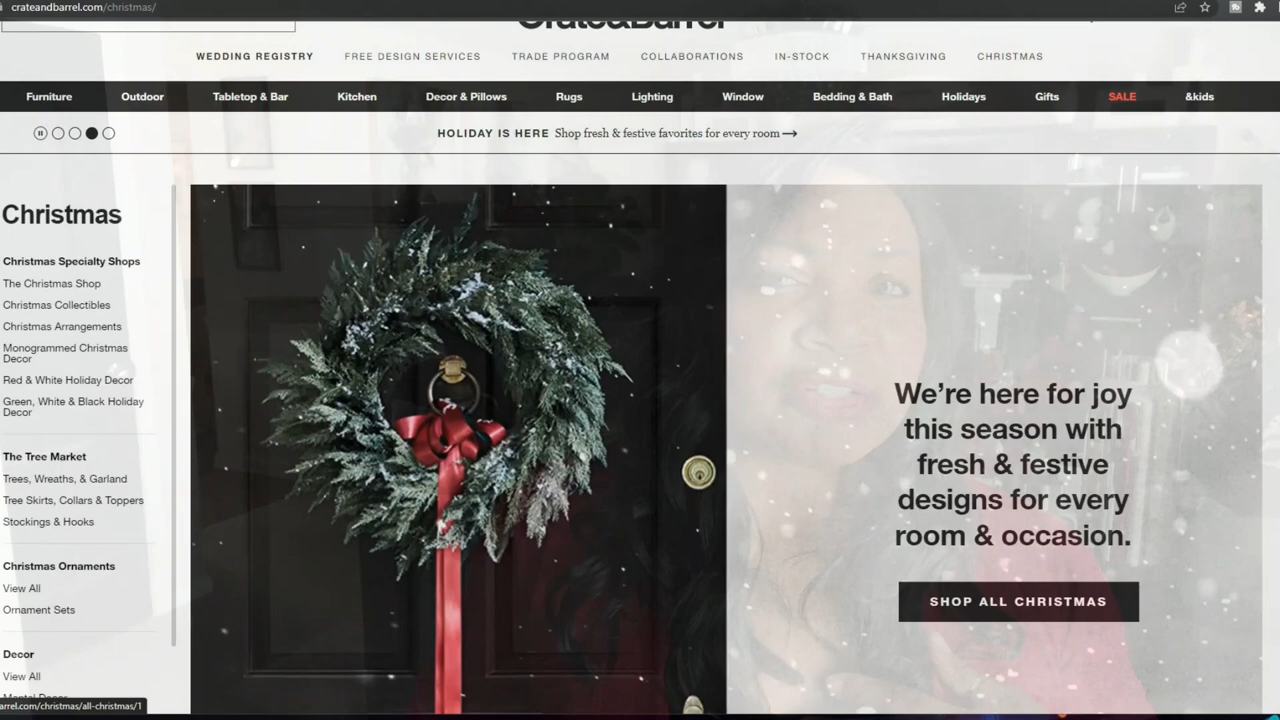 crateandbarrel.com/christmas/
Crate&Barrel
WEDDING REGISTRY FREE DESIGN SERVICES TRADE PROGRAM COLLABORATIONS IN-STOCK THANKSGIVING CHRISTMAS
Furniture Outdoor Tabletop & Bar Kitchen Decor & Pillows Rugs Lighting Window Bedding & Bath Holidays Gifts SALE &kids
HOLIDAY IS HERE Shop fresh & festive favorites for every room
Christmas
Christmas Specialty Shops
The Christmas Shop
Christmas Collectibles
Christmas Arrangements
Monogrammed Christmas
Decor
Red & White Holiday Decor
Green, White & Black Holiday
Decor
The Tree Market
Trees, Wreaths, & Garland
Tree Skirts, Collars & Toppers
Stockings & Hooks
Christmas Ornaments
View All
Ornament Sets
Decor
View All
Mantel Decor
arrel.com/christmas/all-christmas/1
We're here for joy
this season with
fresh & festive
designs for every
room & occasion.
SHOP ALL CHRISTMAS